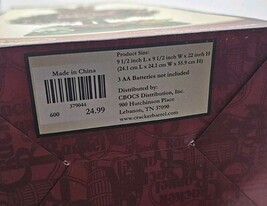 Product Size:
9 1/2 inch L x 9 1/2 inch W x 22 inch H
(24.1 cm L x 24.1 cm W x 55.9 cm H)
Made in China
3 AA Batteries not included
379044
600
24.99
Distributed by:
CBOCS Distribution, Inc.
900 Hutchinson Place
Lebanon, TN 37090
www.crackerbarrel.com